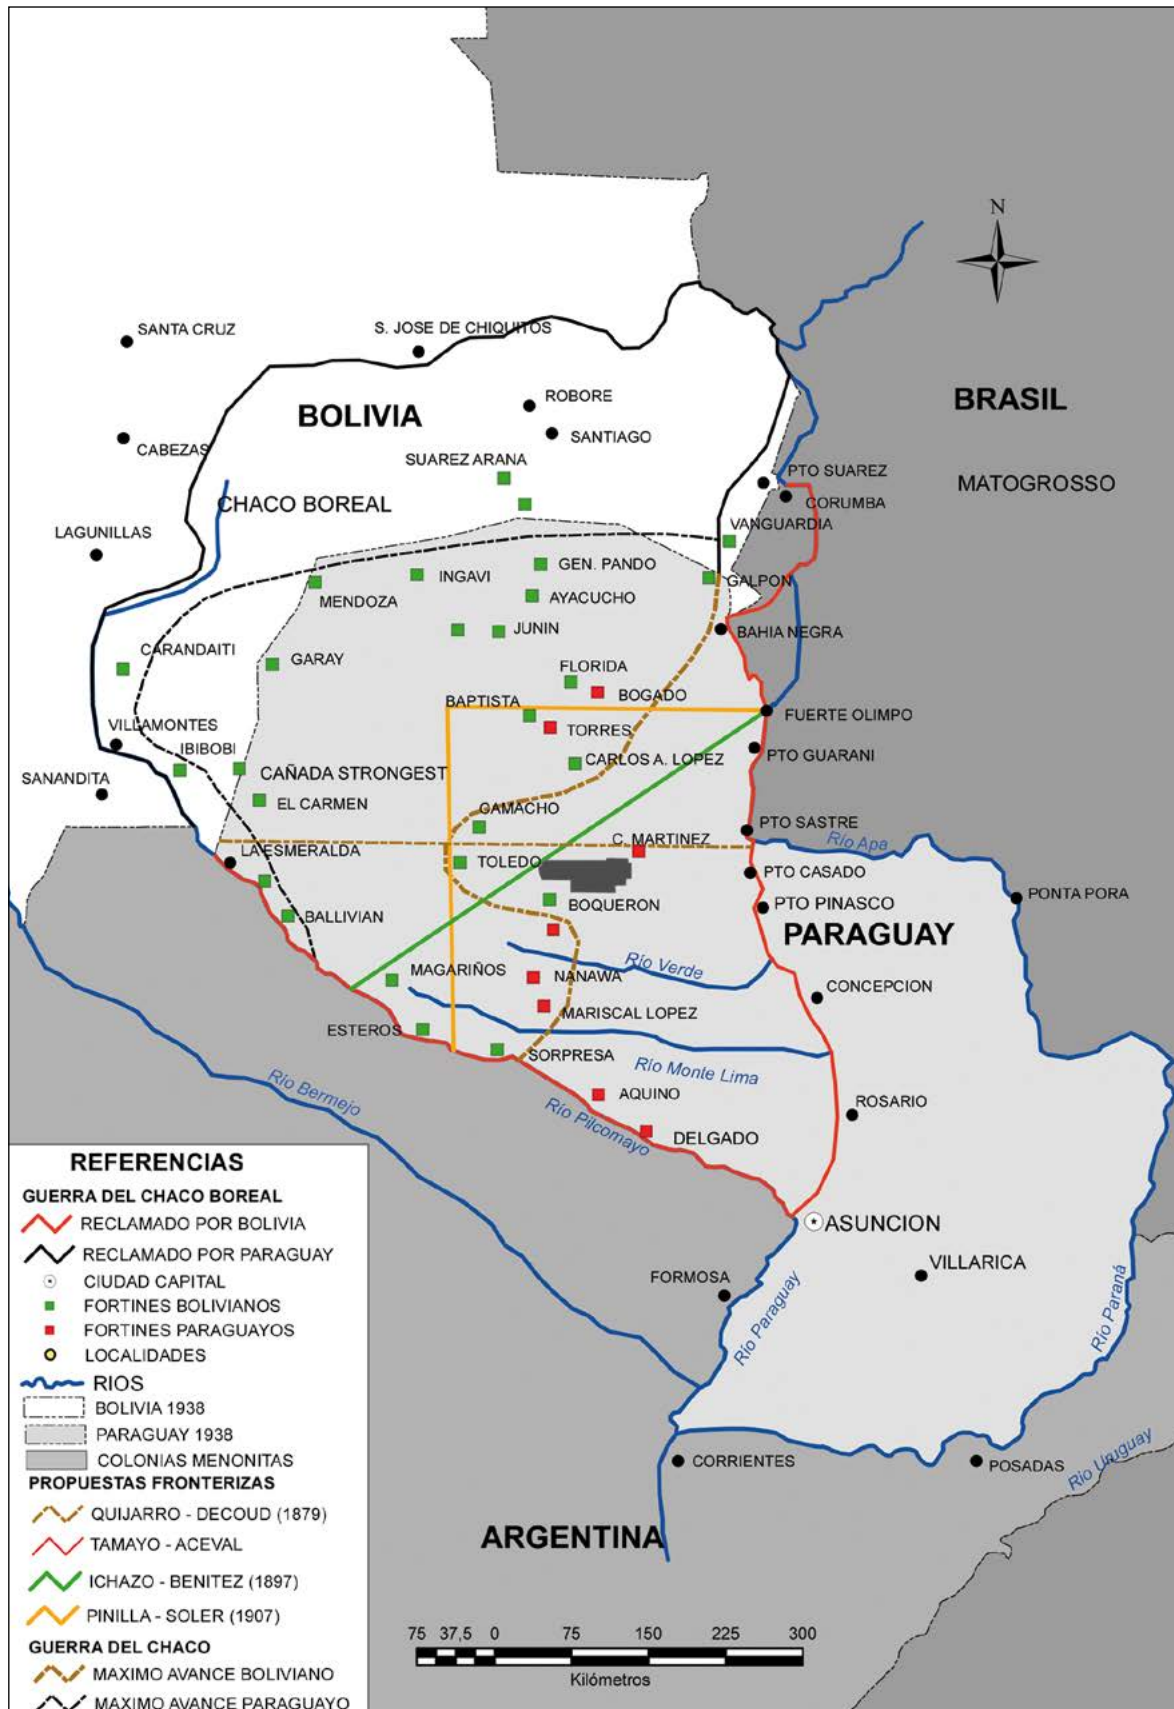 N
SANTA CRUZ
S. JOSE DE CHIQUITOS
ROBORE
BRASIL
BOLIVIA
SANTIAGO
CABEZAS
SUAREZ ARANA
PTO SUAREZ
MATOGROSSO
CHACO BOREAL
CORUMBA
VANGUARDIA
LAGUNILLAS
GEN. PANDO
INGAVI
GALPON
MENDOZA
AYACUCHO
JUNIN
BAHIA NEGRA
CARANDAITI
GARAY
FLORIDA
BOGADO
BAPTISTA
FUERTE OLIMPO
VILLAMONTES
TORRES
IBIBOBI
PTO GUARANI
CARLOS A. LOPEZ
SANANDITA
CAÑADA STRONGEST
EL CARMEN
GAMACHO
PTO SASTRE
C. MARTINEZ
Río Apa
LA ESMERALDA
TOLEDO
PTO CASADO
PONTA PORA
BOQUERON
PTO PINASCO
BALLIVIAN
PARAGUAY
Río Verde
MAGARIÑOS
NANAWA
CONCEPCION
MARISCAL LOPEZ
ESTEROS
SORPRESA
Río Monte Lima
Río Bermejo
AQUINO
ROSARIO
Río Pilcomayo
DELGADO
ASUNCION
VILLARICA
FORMOSA
Río Paraguay
Río Paraná
CORRIENTES
POSADAS
Río Uruguay
ARGENTINA
REFERENCIAS
GUERRA DEL CHACO BOREAL
RECLAMADO POR BOLIVIA
RECLAMADO POR PARAGUAY
CIUDAD CAPITAL
FORTINES BOLIVIANOS
FORTINES PARAGUAYOS
LOCALIDADES
RIOS
BOLIVIA 1938
PARAGUAY 1938
COLONIAS MENONITAS
PROPUESTAS FRONTERIZAS
QUIJARRO - DECOUD (1879)
TAMAYO - ACEVAL
ICHAZO - BENITEZ (1897)
PINILLA - SOLER (1907)
GUERRA DEL CHACO
MAXIMO AVANCE BOLIVIANO
MAXIMO AVANCE PARAGUAYO
75 37,5 0 75 150 225 300
Kilómetros